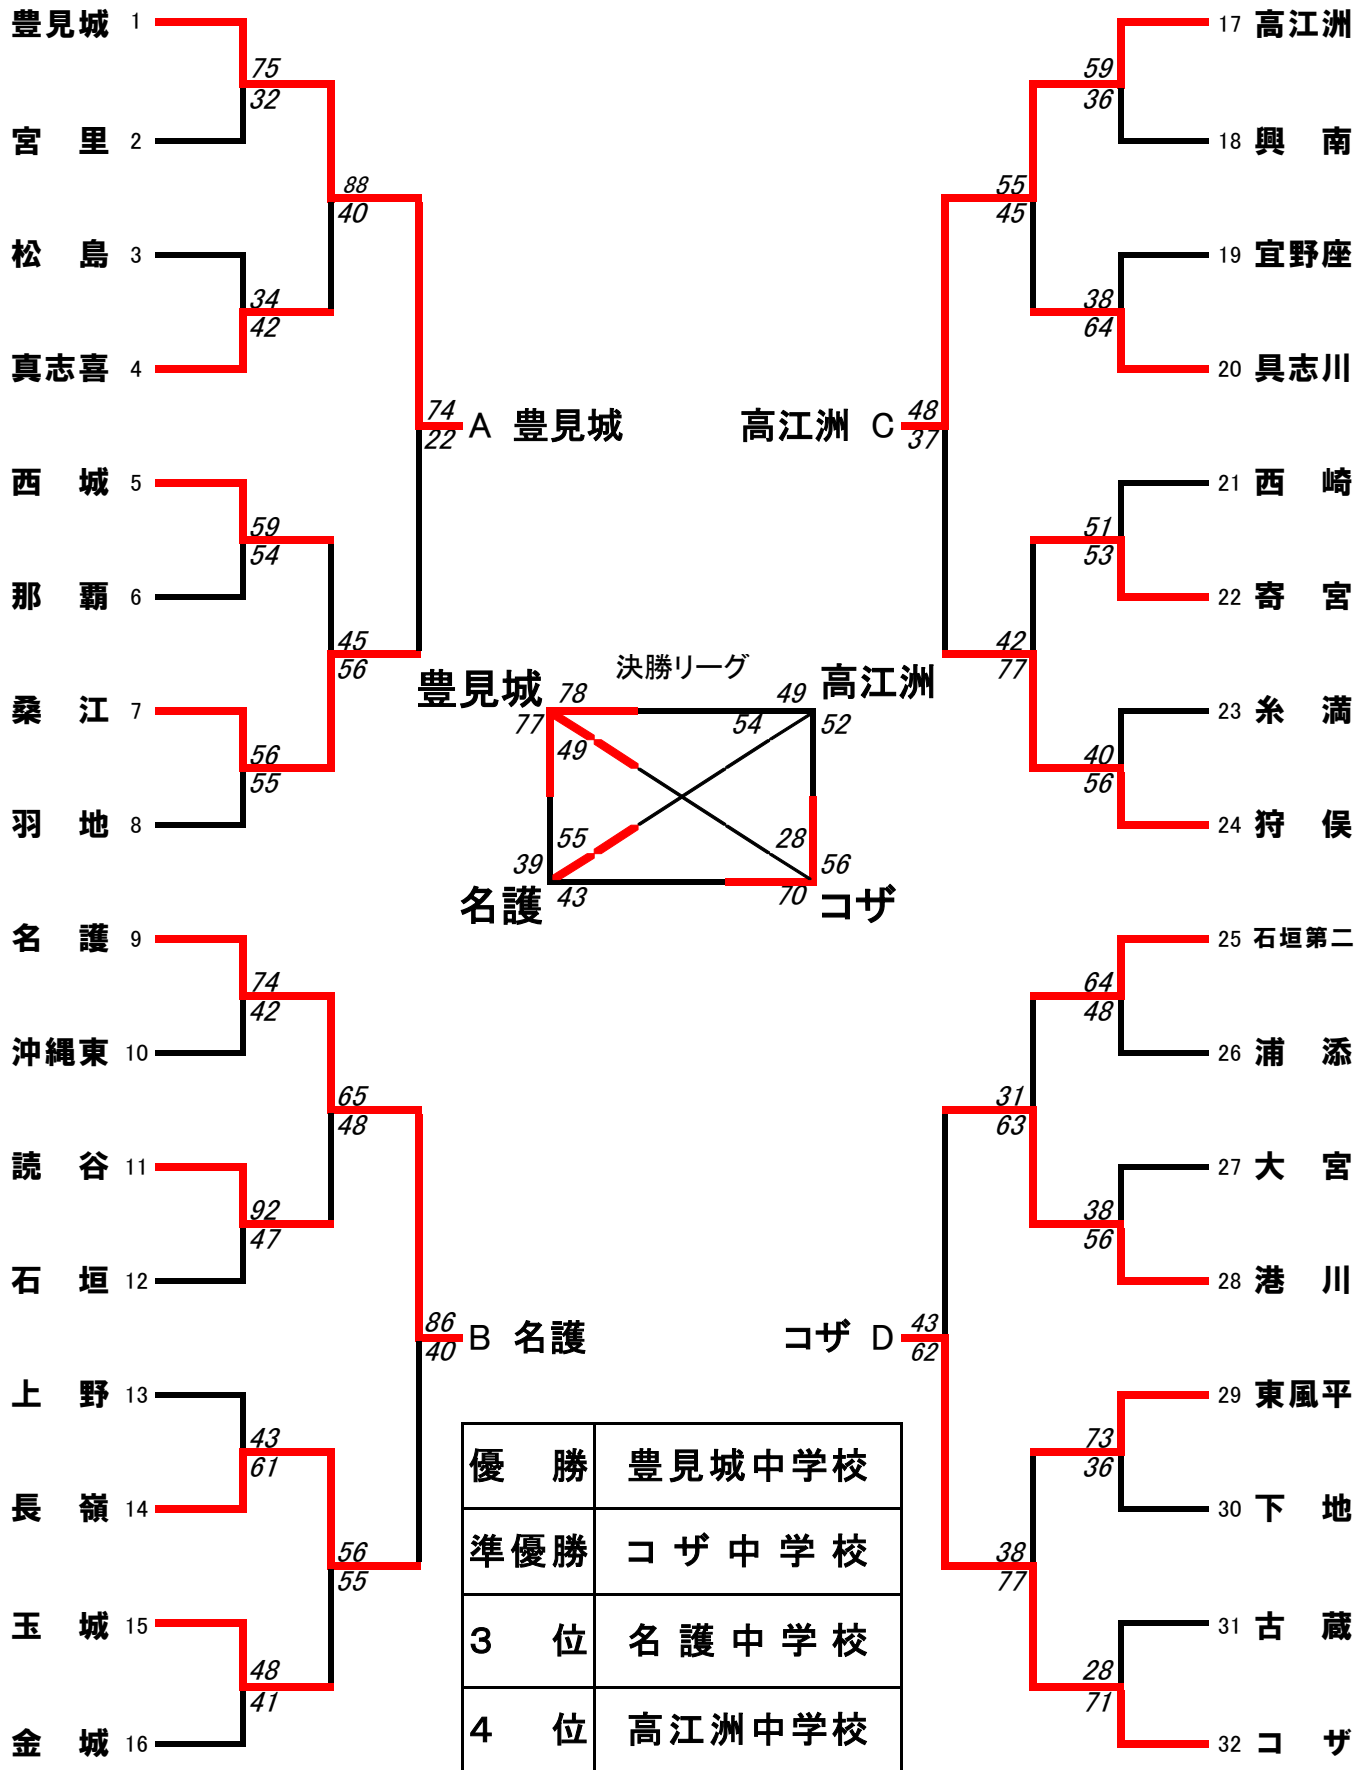 豊見城 1
75
32
宮 里 2
88
40
松 島 3
34
42
真志喜 4
74
22
A 豊見城
西 城 5
59
54
那 覇 6
45
56
桑 江 7
56
55
羽 地 8
名 護 9
74
42
沖縄東 10
65
48
読 谷 11
92
47
石 垣 12
86
40
B 名護
上 野 13
43
61
長 嶺 14
56
55
玉 城 15
48
41
金 城 16
決勝リーグ
豊見城 78 49 高江洲
77 54 52
49
55 28
39 56
名護 43 70 コザ
17 高江洲
59
36
18 興 南
55
45
19 宜野座
38
64
20 具志川
高江洲 C
48
37
21 西 崎
51
53
22 寄 宮
42
77
23 糸 満
40
56
24 狩 俣
25 石垣第二
64
48
26 浦 添
31
63
27 大 宮
38
56
28 港 川
コザ D
43
62
29 東風平
73
36
30 下 地
38
77
31 古 蔵
28
71
32 コ ザ
優 勝 豊見城中学校
準優勝 コザ中学校
3 位 名護中学校
4 位 高江洲中学校